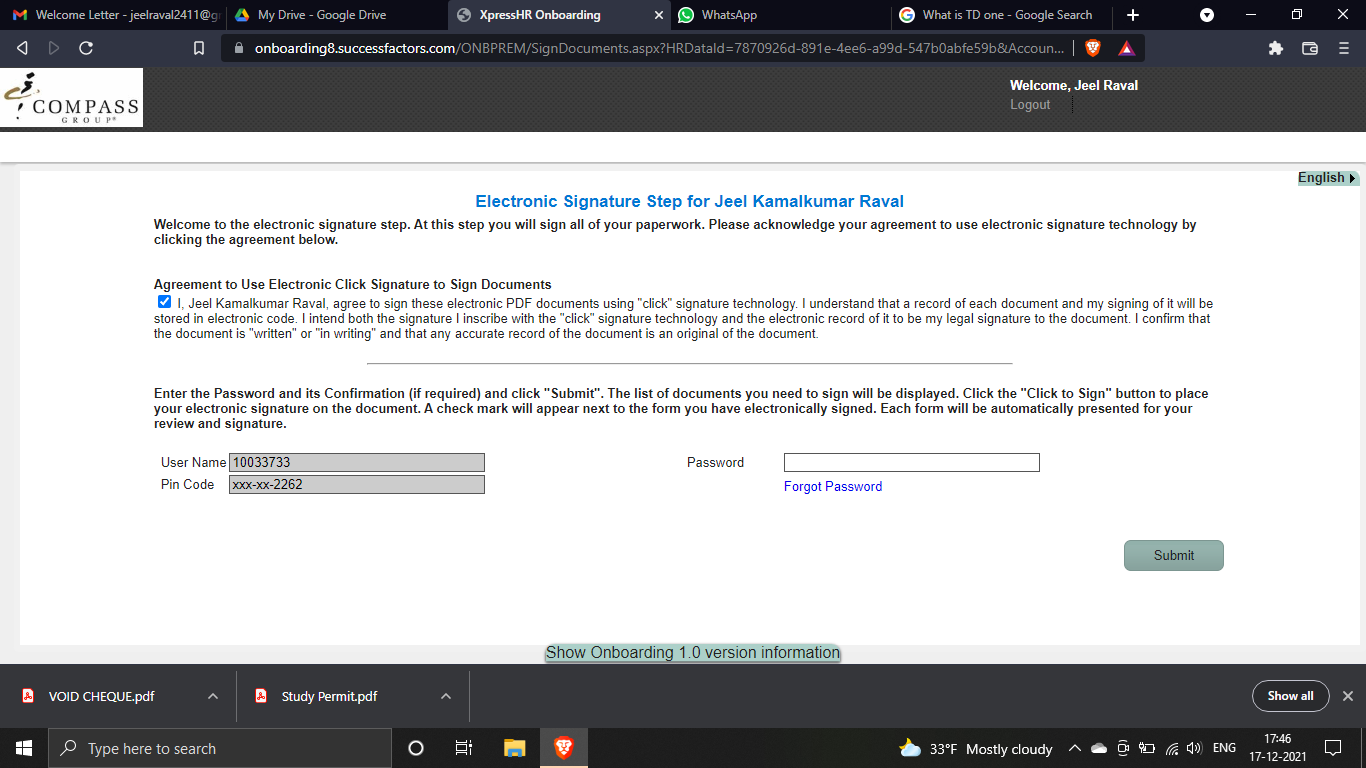 Welcome Letter - jeelraval2411@g
My Drive - Google Drive
XpressHR Onboarding
WhatsApp
What is TD one - Google Search
onboarding8.successfactors.com/ONBPREM/SignDocuments.aspx?HRDataId=7870926d-891e-4ee6-a99d-547b0abfe59b&Accoun...
COMPASS
GROUP®
Welcome, Jeel Raval
Logout
English
Electronic Signature Step for Jeel Kamalkumar Raval
Welcome to the electronic signature step. At this step you will sign all of your paperwork. Please acknowledge your agreement to use electronic signature technology by
clicking the agreement below.
Agreement to Use Electronic Click Signature to Sign Documents
I, Jeel Kamalkumar Raval, agree to sign these electronic PDF documents using "click" signature technology. I understand that a record of each document and my signing of it will be
stored in electronic code. I intend both the signature I inscribe with the "click" signature technology and the electronic record of it to be my legal signature to the document. I confirm that
the document is "written" or "in writing" and that any accurate record of the document is an original of the document.
Enter the Password and its Confirmation (if required) and click "Submit". The list of documents you need to sign will be displayed. Click the "Click to Sign" button to place
your electronic signature on the document. A check mark will appear next to the form you have electronically signed. Each form will be automatically presented for your
review and signature.
User Name 10033733
Password
Pin Code xxx-xx-2262
Forgot Password
Submit
Show Onboarding 1.0 version information
VOID CHEQUE.pdf
Study Permit.pdf
Show all
Type here to search
33°F Mostly cloudy
ENG
17:46
17-12-2021